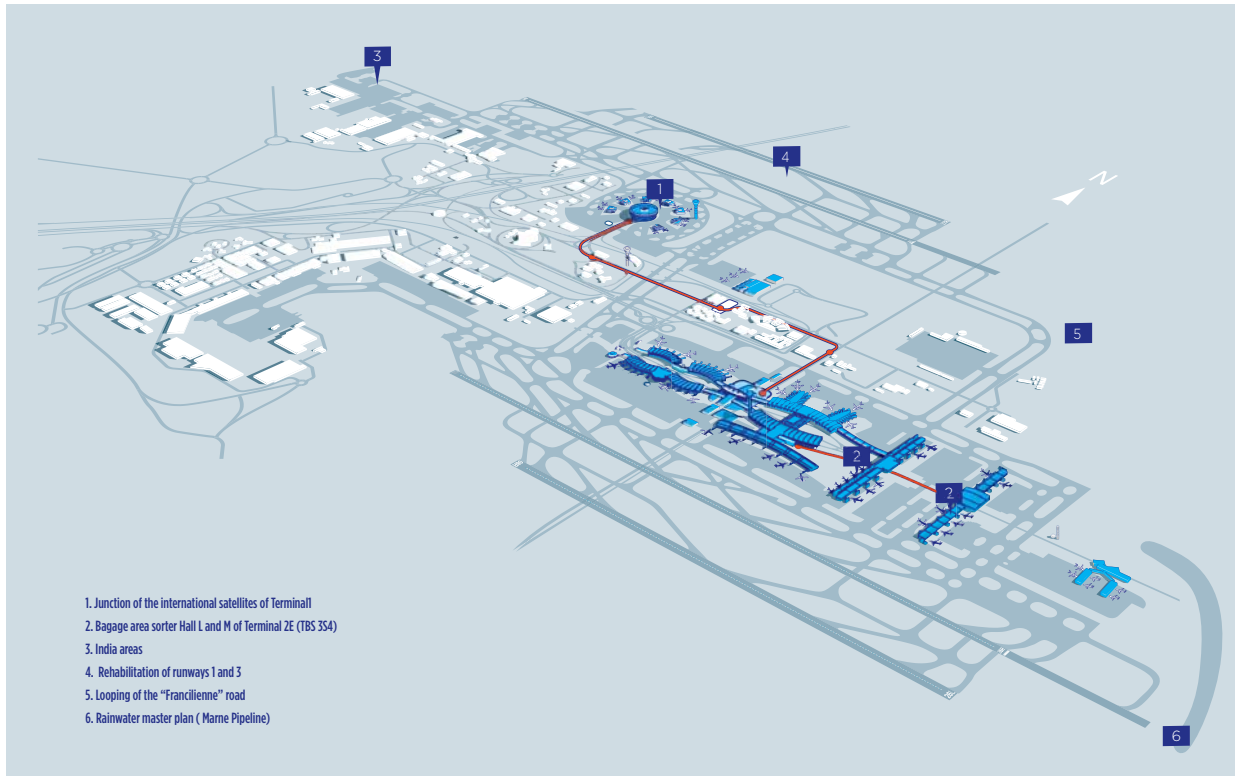 3
4
1
N
5
2
2
1. Junction of the international satellites of Terminal1
2. Bagage area sorter Hall L and M of Terminal 2E (TBS 3S4)
3. India areas
4. Rehabilitation of runways 1 and 3
5. Looping of the “Francilienne” road
6. Rainwater master plan ( Marne Pipeline)
6